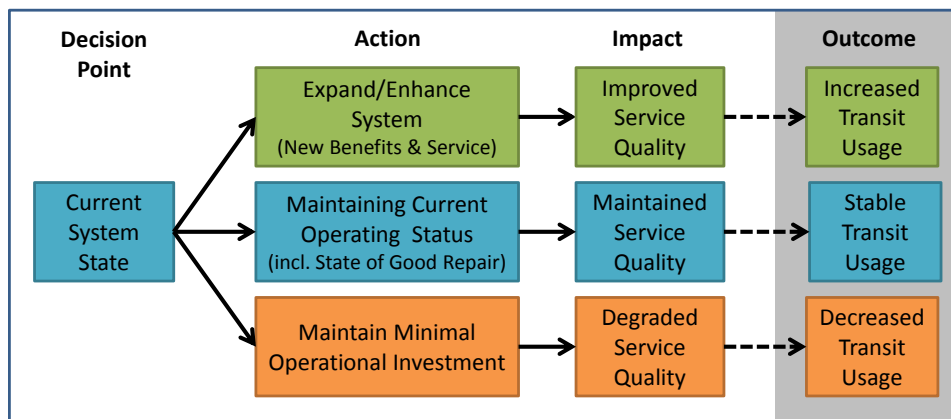 Decision
Point
Action
Impact
Outcome
Expand/Enhance
System
(New Benefits & Service)
Improved
Service
Quality
Increased
Transit
Usage
Current
System
State
Maintaining Current
Operating Status
(incl. State of Good Repair)
Maintained
Service
Quality
Stable
Transit
Usage
Maintain Minimal
Operational Investment
Degraded
Service
Quality
Decreased
Transit
Usage